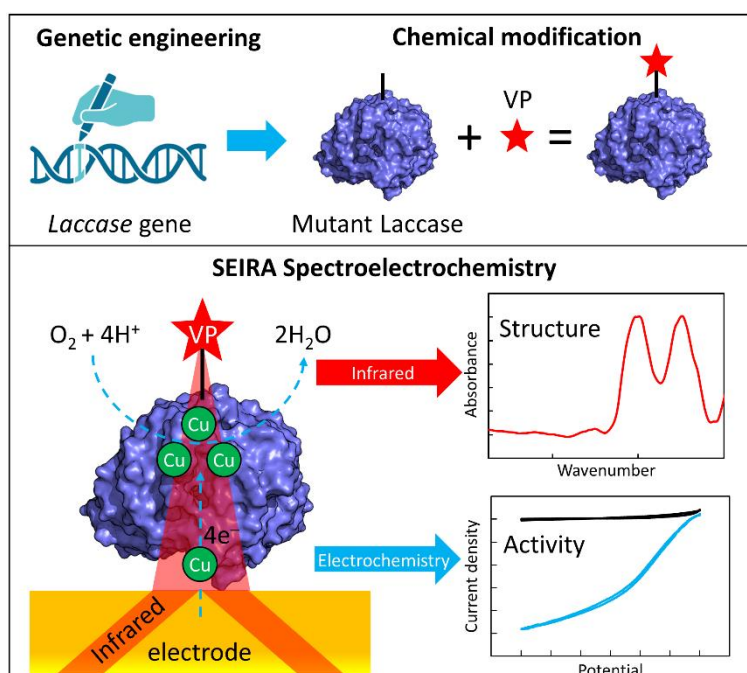 Genetic engineering
Chemical modification
VP
+
=
Laccase gene
Mutant Laccase
SEIRA Spectroelectrochemistry
O₂ + 4H⁺
VP
2H₂O
Cu
Cu
Cu
4e⁻
Cu
Infrared
electrode
Infrared
Structure
Absorbance
Wavenumber
Electrochemistry
Activity
Current density
Potential